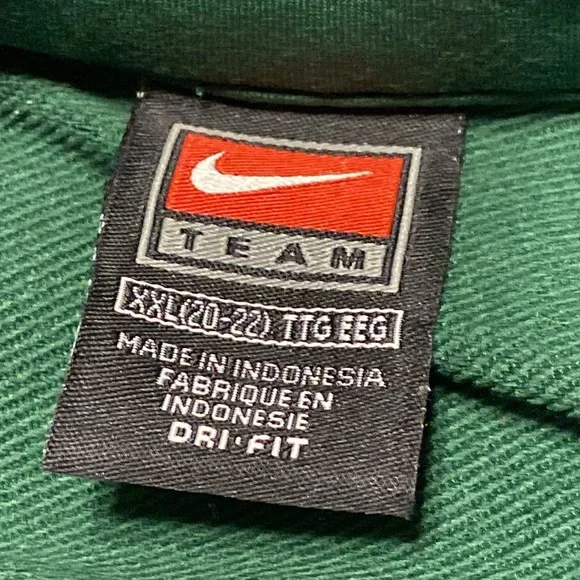 TEAM
XXL(20-22) TTG EEG
MADE IN INDONESIA
FABRIQUE EN
INDONESIE
DRI·FIT